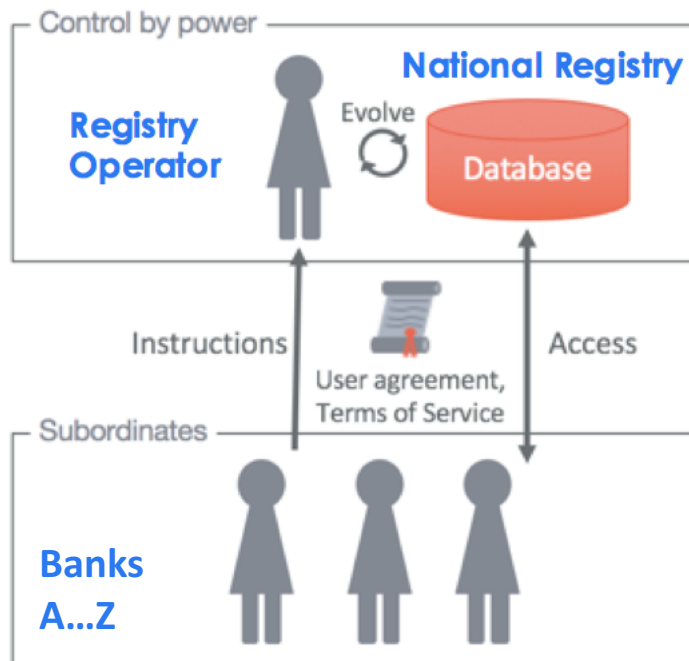 Control by power
National Registry
Registry
Operator
Evolve
Database
Instructions
User agreement,
Terms of Service
Access
Subordinates
Banks
A...Z